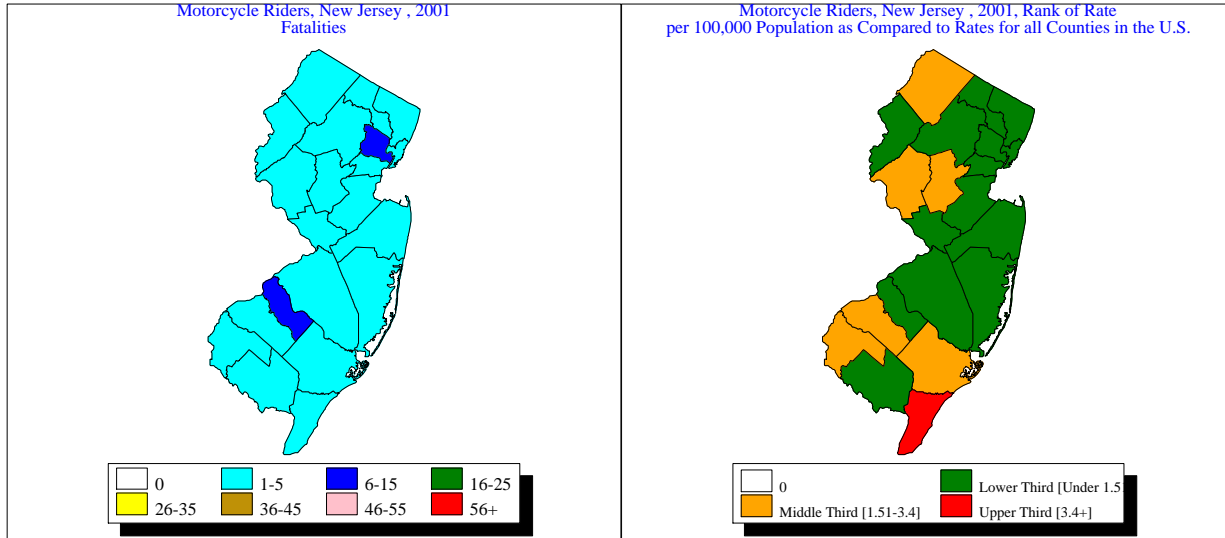 Motorcycle Riders, New Jersey , 2001
Fatalities
0
1-5
6-15
16-25
26-35
36-45
46-55
56+
Motorcycle Riders, New Jersey , 2001, Rank of Rate
per 100,000 Population as Compared to Rates for all Counties in the U.S.
0
Lower Third [Under 1.51
Middle Third [1.51-3.4]
Upper Third [3.4+]